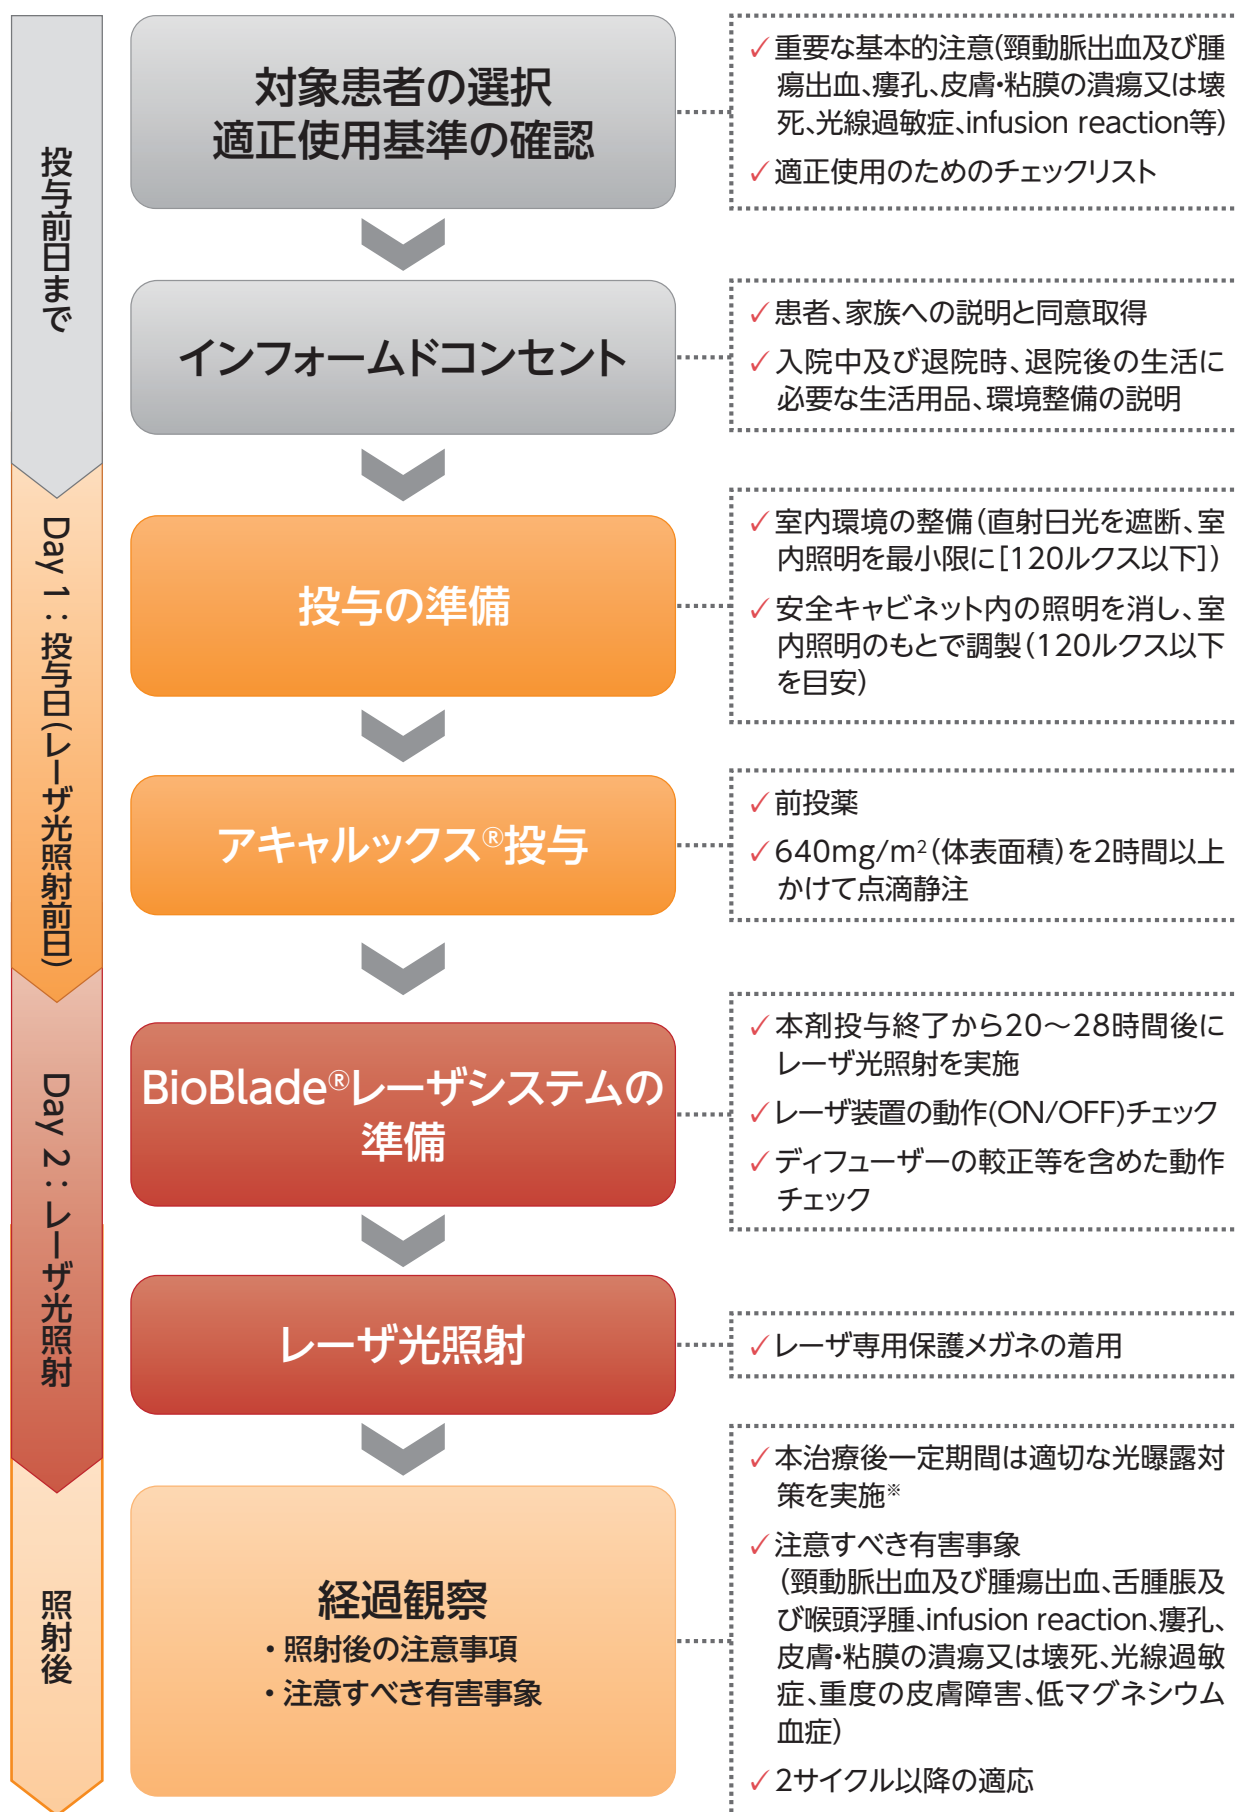 投与前日まで
対象患者の選択
適正使用基準の確認
✓重要な基本的注意(頸動脈出血及び腫
瘍出血、瘻孔、皮膚・粘膜の潰瘍又は壊
死、光線過敏症、infusion reaction等)
✓適正使用のためのチェックリスト
インフォームドコンセント
✓患者、家族への説明と同意取得
✓入院中及び退院時、退院後の生活に
必要な生活用品、環境整備の説明
Day 1：投与日(レーザ光照射前日)
投与の準備
✓室内環境の整備(直射日光を遮断、室
内照明を最小限に[120ルクス以下])
✓安全キャビネット内の照明を消し、室
内照明のもとで調製(120ルクス以下
を目安)
アキャルックス®投与
✓前投薬
✓640mg/m²(体表面積)を2時間以上
かけて点滴静注
Day 2：レーザ光照射
BioBlade®レーザシステムの
準備
✓本剤投与終了から20〜28時間後に
レーザ光照射を実施
✓レーザ装置の動作(ON/OFF)チェック
✓ディフューザーの較正等を含めた動作
チェック
レーザ光照射
✓レーザ専用保護メガネの着用
照射後
経過観察
・照射後の注意事項
・注意すべき有害事象
✓本治療後一定期間は適切な光曝露対
策を実施※
✓注意すべき有害事象
(頸動脈出血及び腫瘍出血、舌腫脹及
び喉頭浮腫、infusion reaction、瘻孔、
皮膚・粘膜の潰瘍又は壊死、光線過敏
症、重度の皮膚障害、低マグネシウム
血症)
✓2サイクル以降の適応